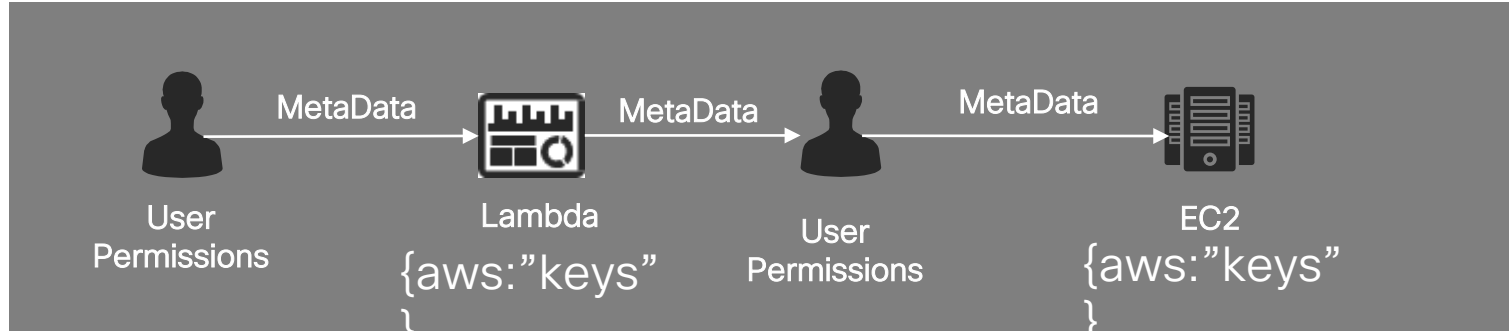 MetaData
MetaData
MetaData
User
Permissions
Lambda
{aws:”keys”
}
User
Permissions
EC2
{aws:”keys”
}